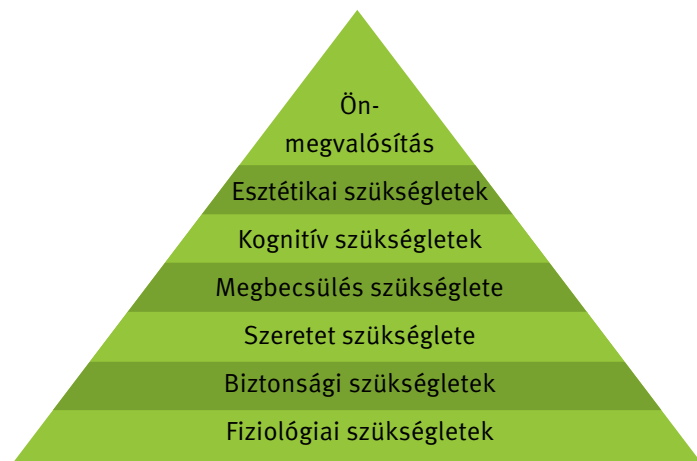 Ön-
megvalósítás
Esztétikai szükségletek
Kognitív szükségletek
Megbecsülés szükséglete
Szeretet szükséglete
Biztonsági szükségletek
Fiziológiai szükségletek